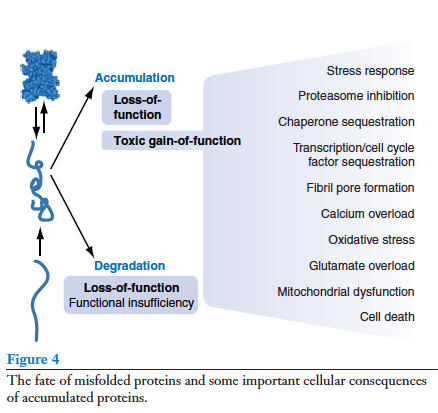 Accumulation
Loss-of-
function
Toxic gain-of-function
Degradation
Loss-of-function
Functional insufficiency
Stress response
Proteasome inhibition
Chaperone sequestration
Transcription/cell cycle
factor sequestration
Fibril pore formation
Calcium overload
Oxidative stress
Glutamate overload
Mitochondrial dysfunction
Cell death
Figure 4
The fate of misfolded proteins and some important cellular consequences
of accumulated proteins.